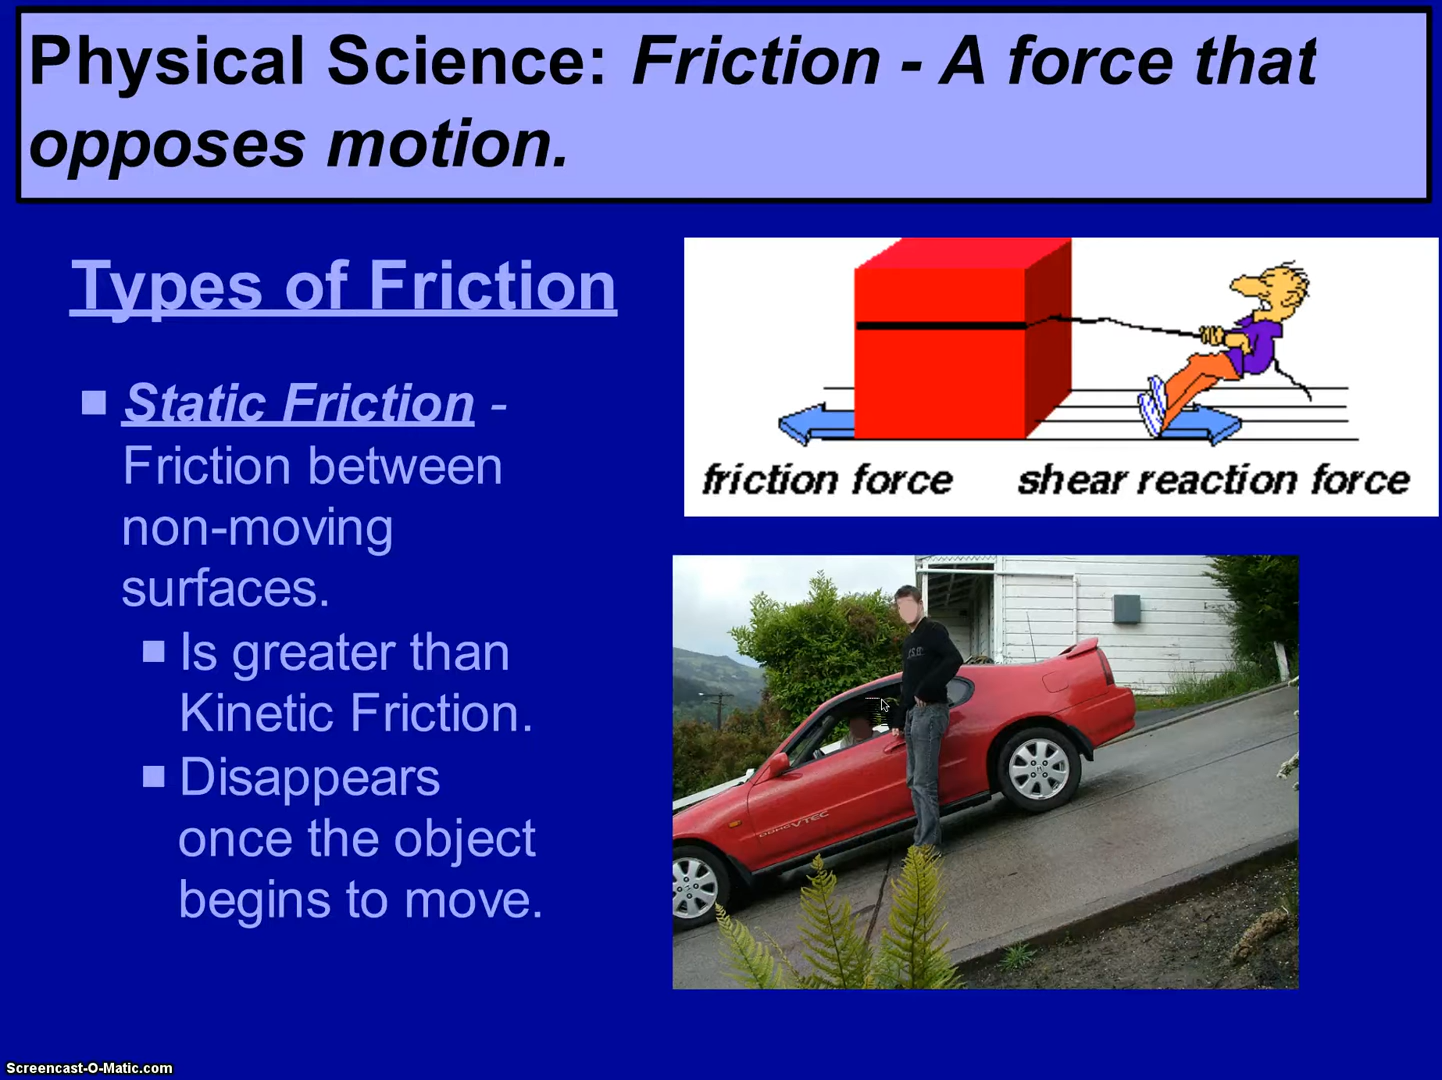 Physical Science: Friction - A force that
opposes motion.
Types of Friction
Static Friction -
Friction between
non-moving
surfaces.
Is greater than
Kinetic Friction.
Disappears
once the object
begins to move.
friction force shear reaction force
VTEC
Screencast-O-Matic.com